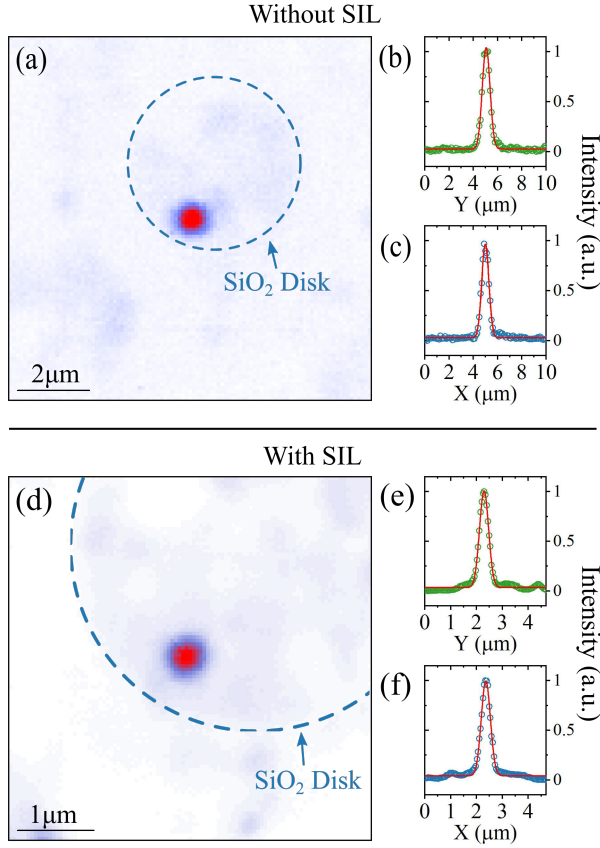 Without SIL
(a)
SiO₂ Disk
2μm
(b)
1
0.5
0
0 2 4 6 8 10
Y (μm)
(c)
1
0.5
0
0 2 4 6 8 10
X (μm)
Intensity (a.u.)
With SIL
(d)
SiO₂ Disk
1μm
(e)
1
0.5
0
0 1 2 3 4
Y (μm)
(f)
1
0.5
0
0 1 2 3 4
X (μm)
Intensity (a.u.)